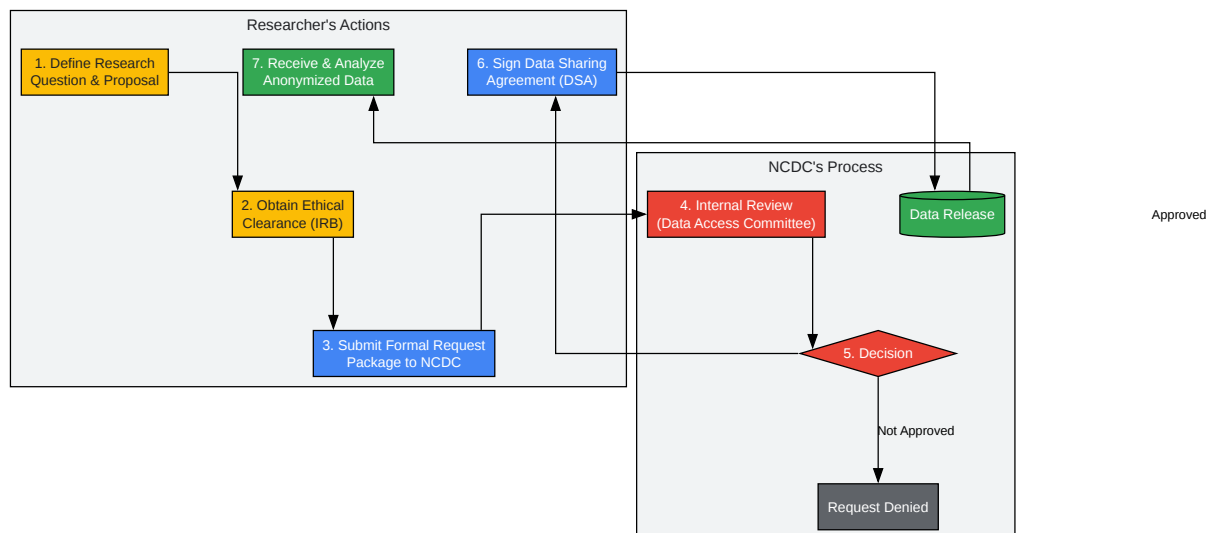 Researcher's Actions
1. Define Research
Question & Proposal
7. Receive & Analyze
Anonymized Data
6. Sign Data Sharing
Agreement (DSA)
NCDC's Process
2. Obtain Ethical
Clearance (IRB)
4. Internal Review
(Data Access Committee)
Data Release
Approved
3. Submit Formal Request
Package to NCDC
5. Decision
Not Approved
Request Denied